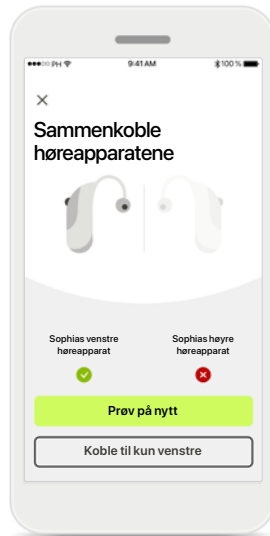 PH 9:41 AM 100 %
Sammenkoble
høreapparatene
Sophias venstre
høreapparat
Sophias høyre
høreapparat
Prøv på nytt
Koble til kun venstre